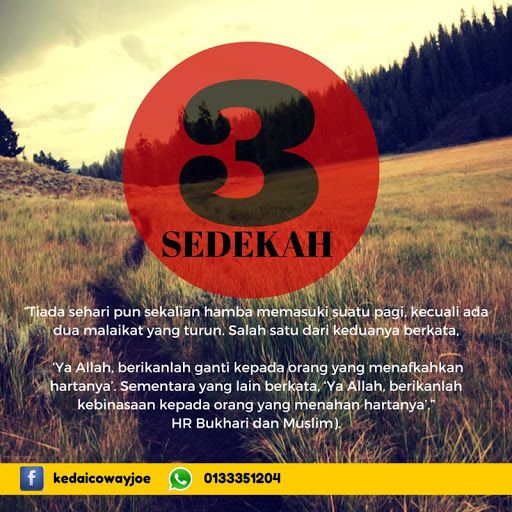 3
SEDEKAH
"Tiada sehari pun sekalian hamba memasuki suatu pagi, kecuali ada
dua malaikat yang turun. Salah satu dari keduanya berkata,
'Ya Allah, berikanlah ganti kepada orang yang menafkahkan
hartanya'. Sementara yang lain berkata, 'Ya Allah, berikanlah
kebinasaan kepada orang yang menahan hartanya'."
HR Bukhari dan Muslim).
kedaicowayjoe 0133351204